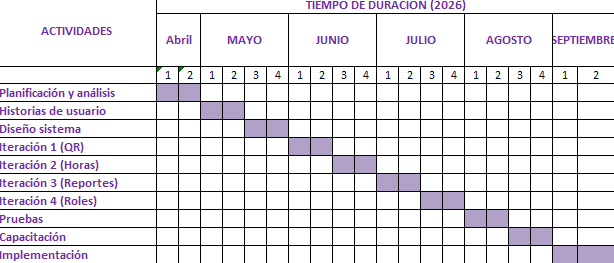 TIEMPO DE DURACION (2026)
ACTIVIDADES
Abril MAYO JUNIO JULIO AGOSTO SEPTIEMBRE
1 2 1 2 3 4 1 2 3 4 1 2 3 4 1 2 3 4 1 2
Planificación y análisis
Historias de usuario
Diseño sistema
Iteración 1 (QR)
Iteración 2 (Horas)
Iteración 3 (Reportes)
Iteración 4 (Roles)
Pruebas
Capacitación
Implementación